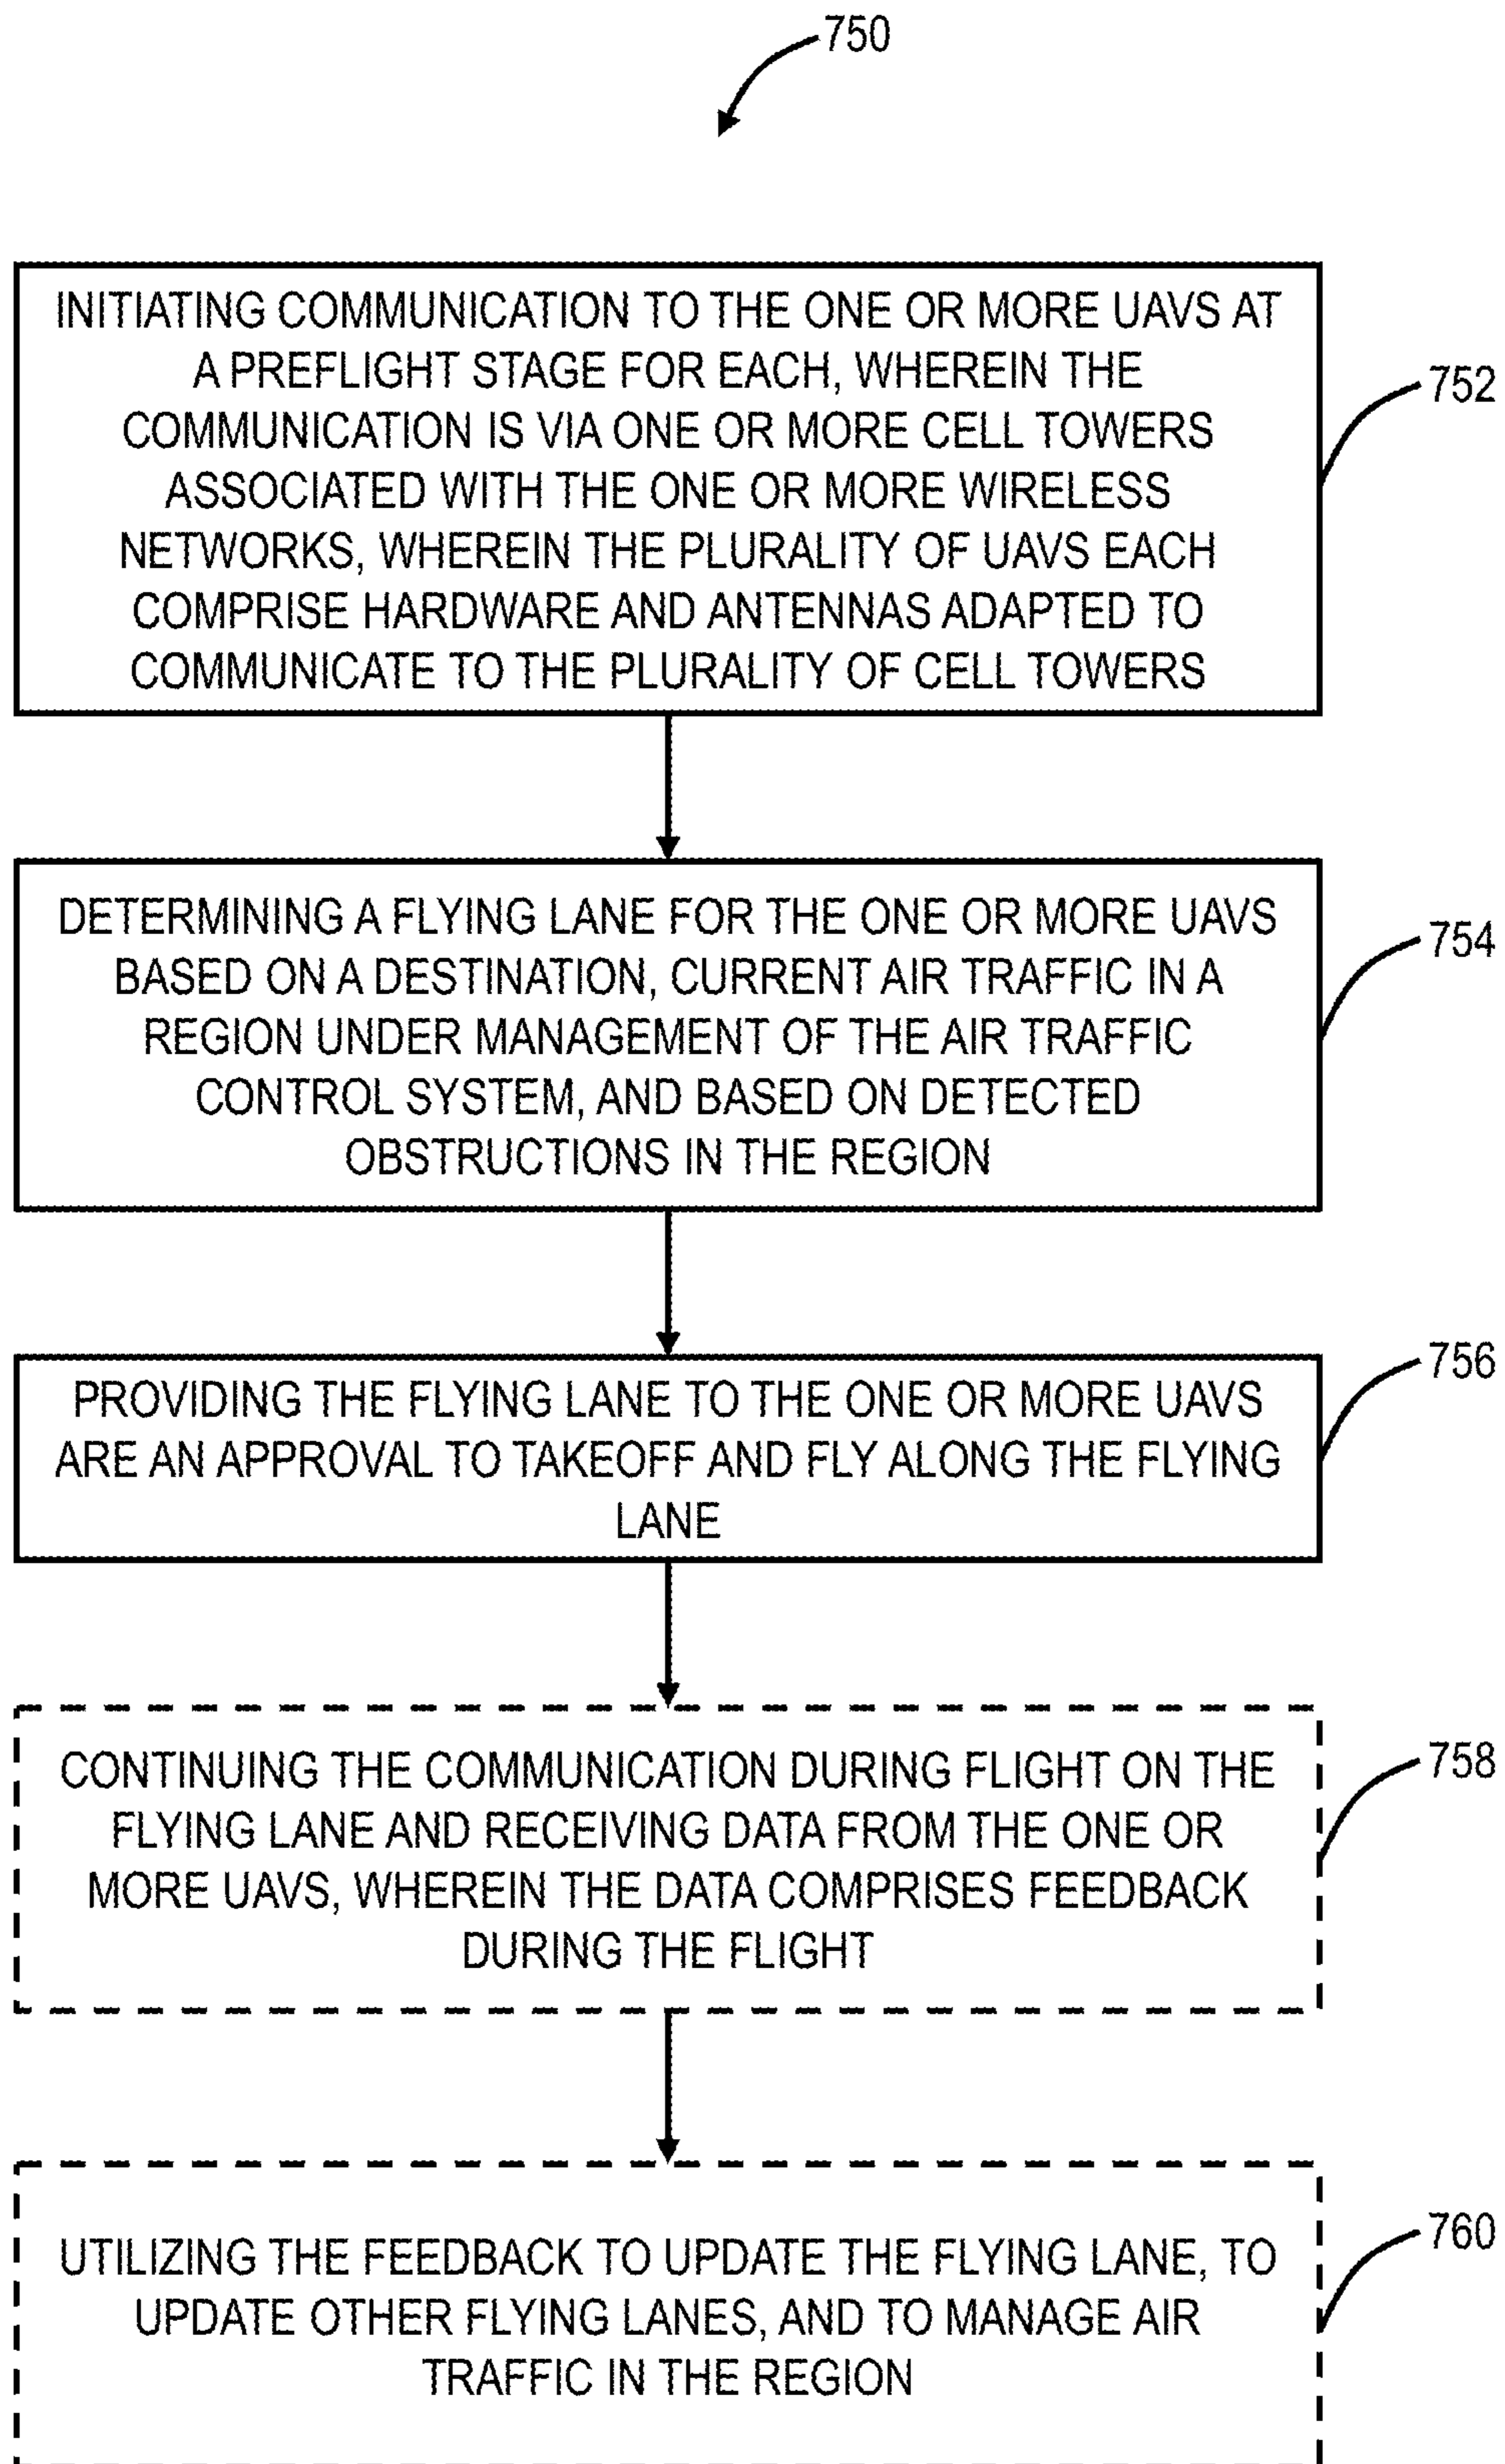 750
INITIATING COMMUNICATION TO THE ONE OR MORE UAVS AT
A PREFLIGHT STAGE FOR EACH, WHEREIN THE
COMMUNICATION IS VIA ONE OR MORE CELL TOWERS
ASSOCIATED WITH THE ONE OR MORE WIRELESS
NETWORKS, WHEREIN THE PLURALITY OF UAVS EACH
COMPRISE HARDWARE AND ANTENNAS ADAPTED TO
COMMUNICATE TO THE PLURALITY OF CELL TOWERS
752
DETERMINING A FLYING LANE FOR THE ONE OR MORE UAVS
BASED ON A DESTINATION, CURRENT AIR TRAFFIC IN A
REGION UNDER MANAGEMENT OF THE AIR TRAFFIC
CONTROL SYSTEM, AND BASED ON DETECTED
OBSTRUCTIONS IN THE REGION
754
PROVIDING THE FLYING LANE TO THE ONE OR MORE UAVS
ARE AN APPROVAL TO TAKEOFF AND FLY ALONG THE FLYING
LANE
756
CONTINUING THE COMMUNICATION DURING FLIGHT ON THE
FLYING LANE AND RECEIVING DATA FROM THE ONE OR
MORE UAVS, WHEREIN THE DATA COMPRISES FEEDBACK
DURING THE FLIGHT
758
UTILIZING THE FEEDBACK TO UPDATE THE FLYING LANE, TO
UPDATE OTHER FLYING LANES, AND TO MANAGE AIR
TRAFFIC IN THE REGION
760